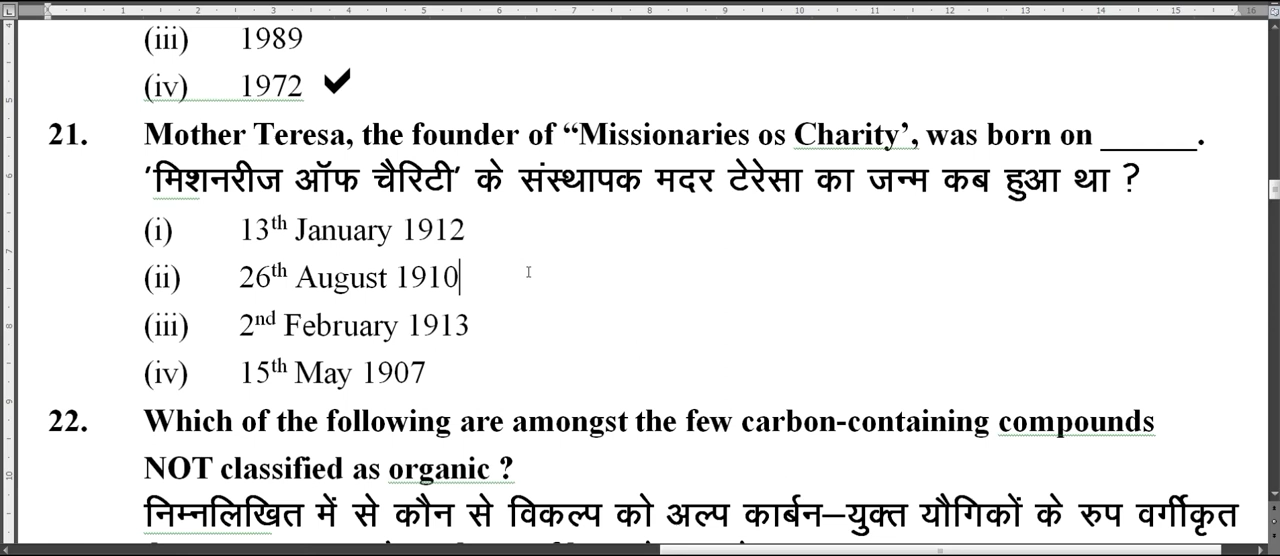 (iii) 1989
(iv) 1972 ✔
21. Mother Teresa, the founder of “Missionaries os Charity’, was born on ______.
'मिशनरीज ऑफ चैरिटी' के संस्थापक मदर टेरेसा का जन्म कब हुआ था ?
(i) 13th January 1912
(ii) 26th August 1910
(iii) 2nd February 1913
(iv) 15th May 1907
22. Which of the following are amongst the few carbon-containing compounds
NOT classified as organic ?
निम्नलिखित में से कौन से विकल्प को अल्प कार्बन–युक्त यौगिकों के रुप वर्गीकृत